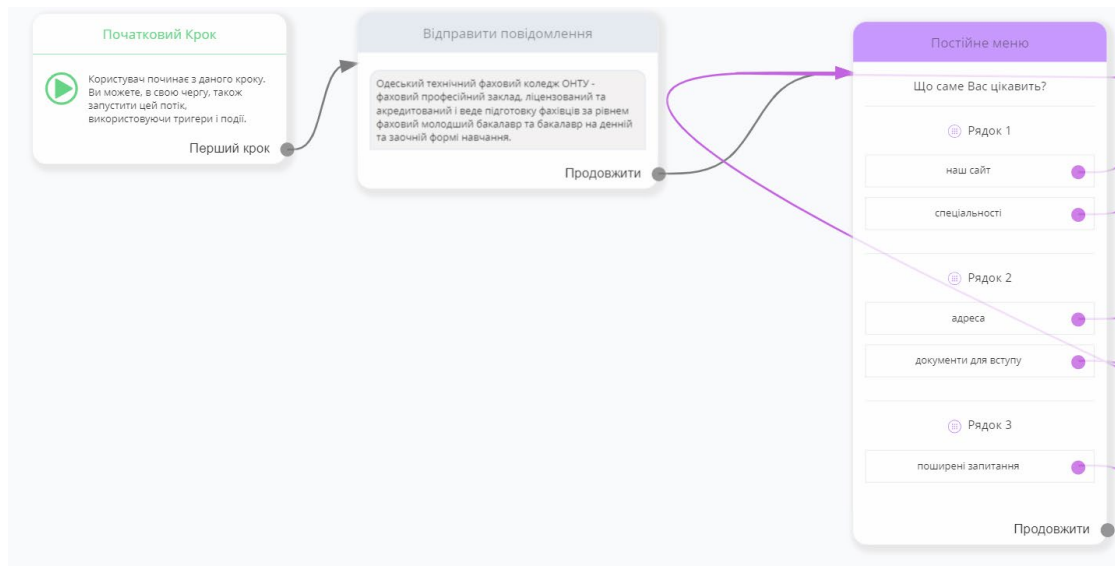 Початковий Крок
Користувач починає з даного кроку.
Ви можете, в свою чергу, також
запустити цей потік,
використовуючи тригери і події.
Перший крок
Відправити повідомлення
Одеський технічний фаховий коледж ОНТУ -
фаховий професійний заклад, ліцензований та
акредитований і веде підготовку фахівців за рівнем
фаховий молодший бакалавр та бакалавр на денній
та заочній формі навчання.
Продовжити
Постійне меню
Що саме Вас цікавить?
Рядок 1
наш сайт
спеціальності
Рядок 2
адреса
документи для вступу
Рядок 3
поширені запитання
Продовжити